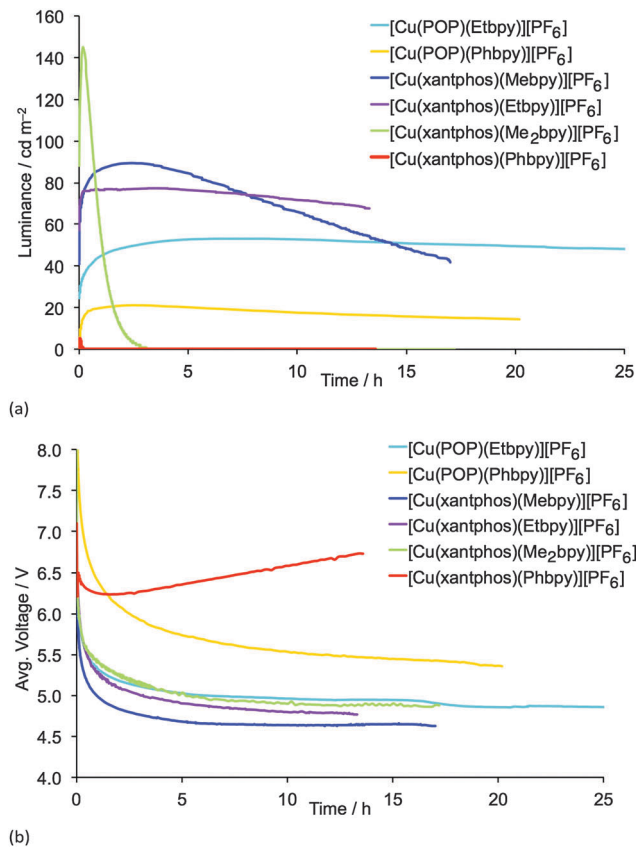 160
140
120
100
80
60
40
20
0
Luminance / cd m⁻²
[Cu(POP)(Etbpy)][PF₆]
[Cu(POP)(Phbpy)][PF₆]
[Cu(xantphos)(Mebpy)][PF₆]
[Cu(xantphos)(Etbpy)][PF₆]
[Cu(xantphos)(Me₂bpy)][PF₆]
[Cu(xantphos)(Phbpy)][PF₆]
0 5 10 15 20 25
Time / h
(a)
8.0
7.5
7.0
6.5
6.0
5.5
5.0
4.5
4.0
Avg. Voltage / V
[Cu(POP)(Etbpy)][PF₆]
[Cu(POP)(Phbpy)][PF₆]
[Cu(xantphos)(Mebpy)][PF₆]
[Cu(xantphos)(Etbpy)][PF₆]
[Cu(xantphos)(Me₂bpy)][PF₆]
[Cu(xantphos)(Phbpy)][PF₆]
0 5 10 15 20 25
Time / h
(b)